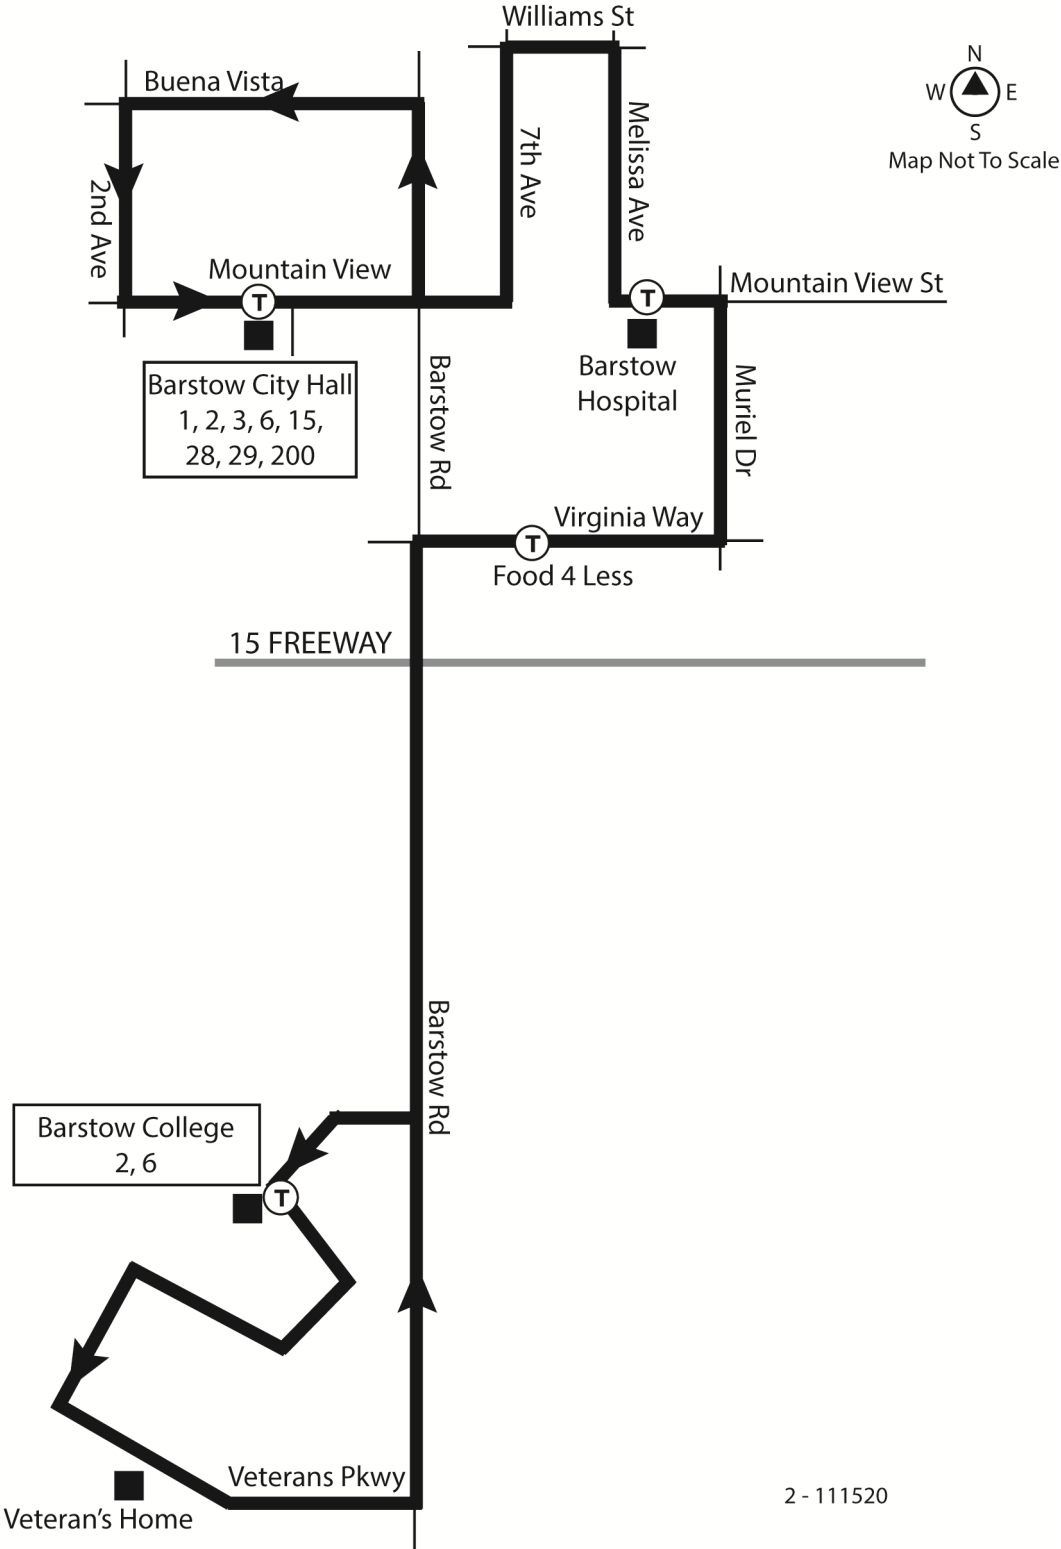 Williams St
N
W
E
S
Map Not To Scale
Buena Vista
7th Ave
Melissa Ave
2nd Ave
Mountain View
T
T
Mountain View St
Barstow City Hall
1, 2, 3, 6, 15,
28, 29, 200
Barstow Rd
Barstow
Hospital
Muriel Dr
Virginia Way
T
Food 4 Less
15 FREEWAY
Barstow Rd
Barstow College
2, 6
T
Veterans Pkwy
Veteran's Home
2 - 111520